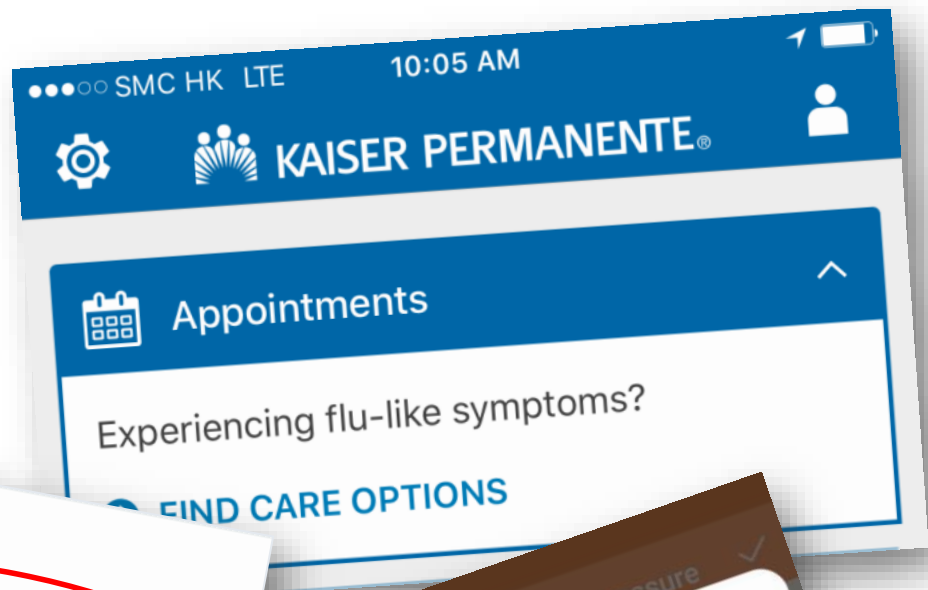 SMC HK LTE 10:05 AM
KAISER PERMANENTE®
Appointments
Experiencing flu-like symptoms?
FIND CARE OPTIONS